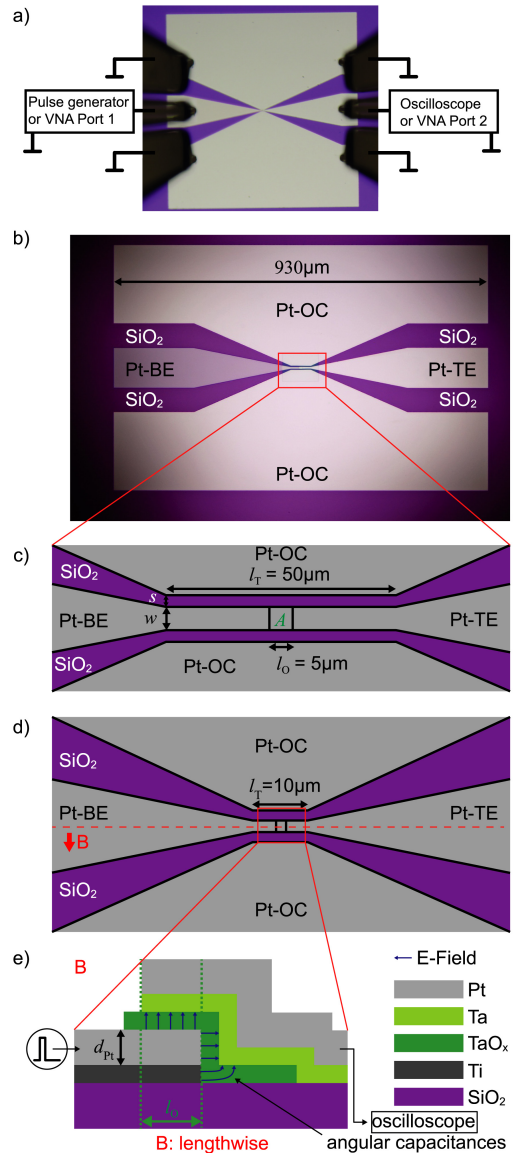 a)
Pulse generator
or VNA Port 1
Oscilloscope
or VNA Port 2
b)
930µm
Pt-OC
SiO₂
SiO₂
Pt-BE
Pt-TE
SiO₂
SiO₂
Pt-OC
c)
Pt-OC
SiO₂
l_T = 50µm
s
Pt-BE
w
A
Pt-TE
SiO₂
Pt-OC
l_O = 5µm
d)
Pt-OC
SiO₂
l_T=10µm
Pt-BE
Pt-TE
B
SiO₂
Pt-OC
e)
B
E-Field
Pt
Ta
d_Pt
TaOₓ
Ti
SiO₂
l_O
oscilloscope
B: lengthwise
angular capacitances